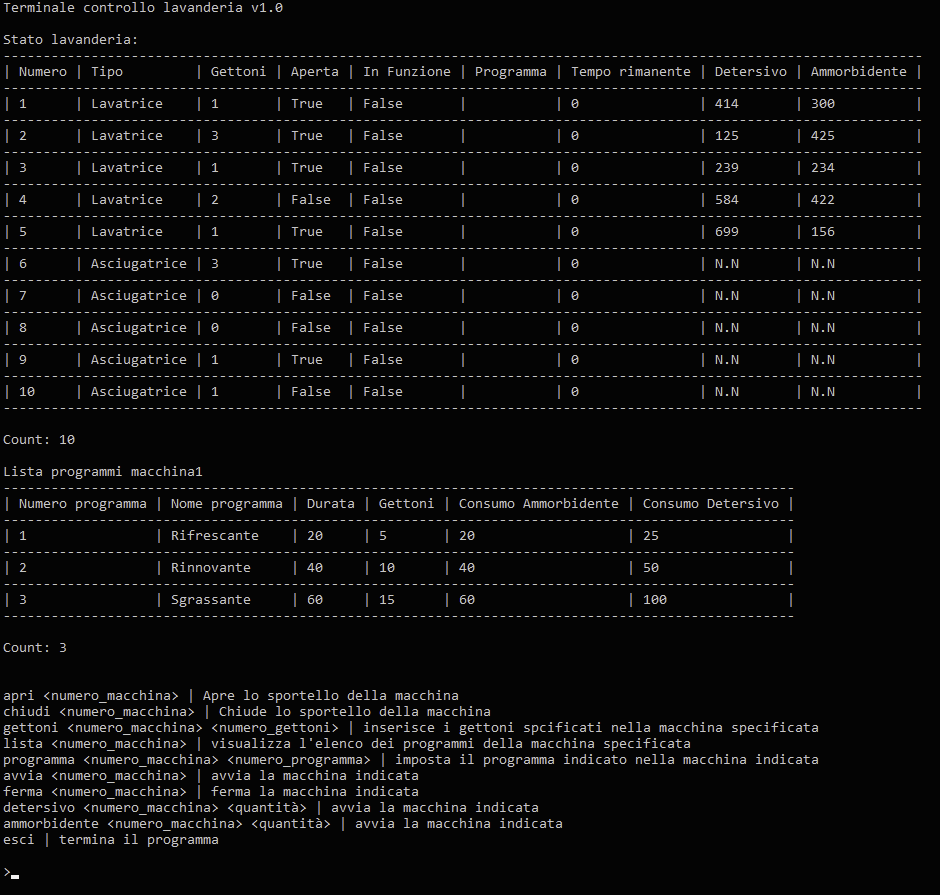 Terminale controllo lavanderia v1.0
Stato lavanderia:
-------------------------------------------------------------------------------------------------------------------
| Numero | Tipo         | Gettoni | Aperta | In Funzione | Programma | Tempo rimanente | Detersivo | Ammorbidente |
-------------------------------------------------------------------------------------------------------------------
| 1      | Lavatrice    | 1       | True   | False       |           | 0               | 414       | 300          |
-------------------------------------------------------------------------------------------------------------------
| 2      | Lavatrice    | 3       | True   | False       |           | 0               | 125       | 425          |
-------------------------------------------------------------------------------------------------------------------
| 3      | Lavatrice    | 1       | True   | False       |           | 0               | 239       | 234          |
-------------------------------------------------------------------------------------------------------------------
| 4      | Lavatrice    | 2       | False  | False       |           | 0               | 584       | 422          |
-------------------------------------------------------------------------------------------------------------------
| 5      | Lavatrice    | 1       | True   | False       |           | 0               | 699       | 156          |
-------------------------------------------------------------------------------------------------------------------
| 6      | Asciugatrice | 3       | True   | False       |           | 0               | N.N       | N.N          |
-------------------------------------------------------------------------------------------------------------------
| 7      | Asciugatrice | 0       | False  | False       |           | 0               | N.N       | N.N          |
-------------------------------------------------------------------------------------------------------------------
| 8      | Asciugatrice | 0       | False  | False       |           | 0               | N.N       | N.N          |
-------------------------------------------------------------------------------------------------------------------
| 9      | Asciugatrice | 1       | True   | False       |           | 0               | N.N       | N.N          |
-------------------------------------------------------------------------------------------------------------------
| 10     | Asciugatrice | 1       | False  | False       |           | 0               | N.N       | N.N          |
-------------------------------------------------------------------------------------------------------------------
Count: 10
Lista programmi macchina1
---------------------------------------------------------------------------------------------------
| Numero programma | Nome programma | Durata | Gettoni | Consumo Ammorbidente | Consumo Detersivo |
---------------------------------------------------------------------------------------------------
| 1                | Rifrescante    | 20     | 5       | 20                   | 25                |
---------------------------------------------------------------------------------------------------
| 2                | Rinnovante     | 40     | 10      | 40                   | 50                |
---------------------------------------------------------------------------------------------------
| 3                | Sgrassante     | 60     | 15      | 60                   | 100               |
---------------------------------------------------------------------------------------------------
Count: 3
apri <numero_macchina> | Apre lo sportello della macchina
chiudi <numero_macchina> | Chiude lo sportello della macchina
gettoni <numero_macchina> <numero_gettoni> | inserisce i gettoni spcificati nella macchina specificata
lista <numero_macchina> | visualizza l'elenco dei programmi della macchina specificata
programma <numero_macchina> <numero_programma> | imposta il programma indicato nella macchina indicata
avvia <numero_macchina> | avvia la macchina indicata
ferma <numero_macchina> | ferma la macchina indicata
detersivo <numero_macchina> <quantità> | avvia la macchina indicata
ammorbidente <numero_macchina> <quantità> | avvia la macchina indicata
esci | termina il programma
>_